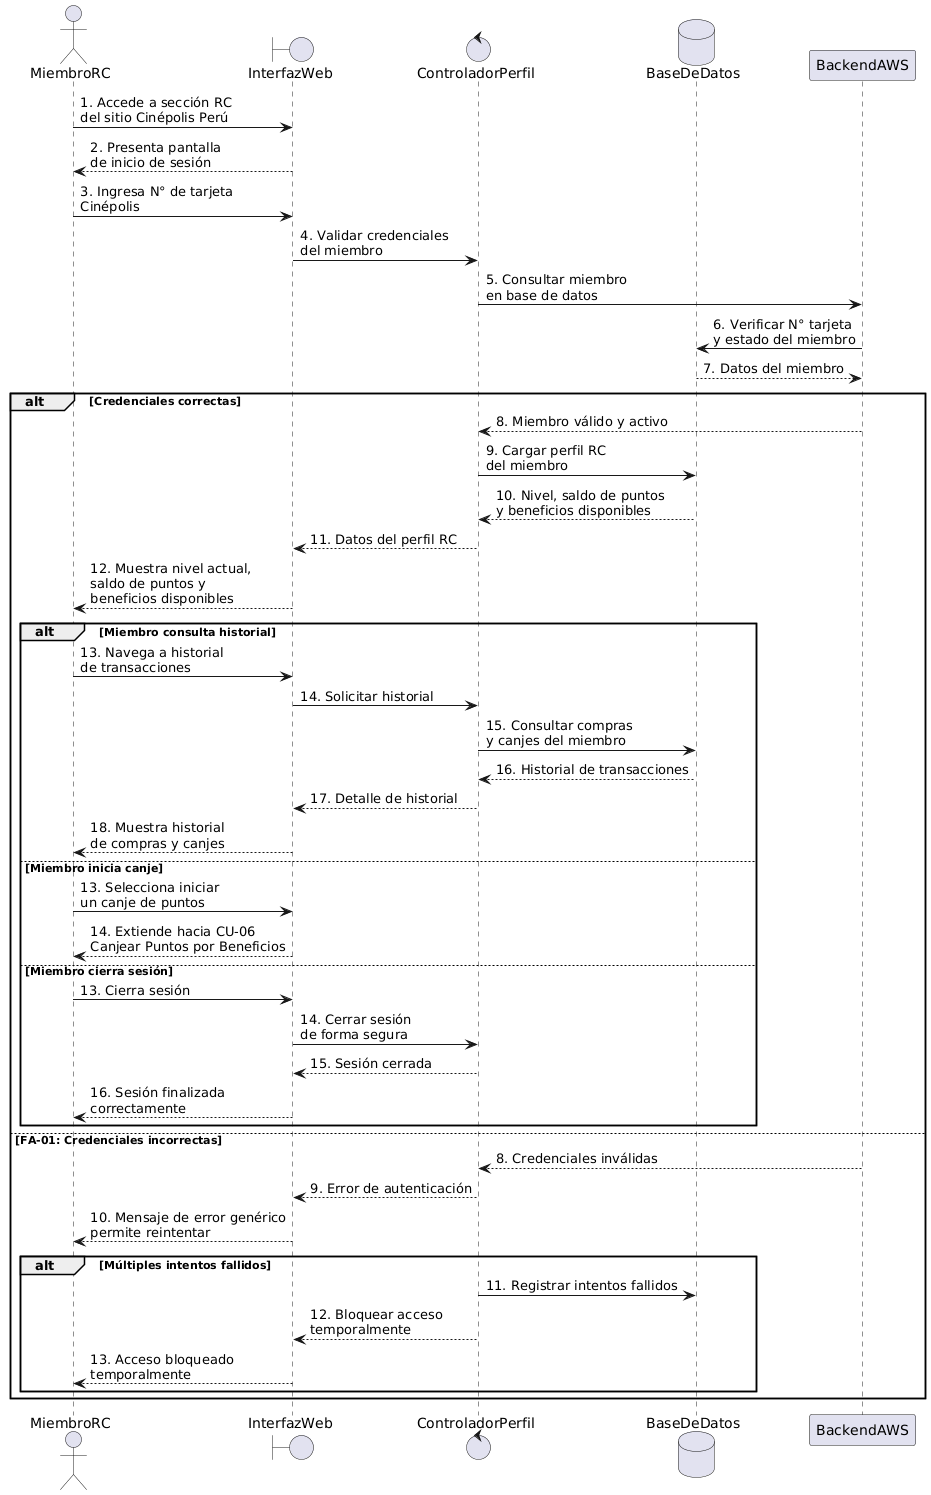 MiembroRC
InterfazWeb
ControladorPerfil
BaseDeDatos
BackendAWS
1. Accede a sección RC
del sitio Cinépolis Perú
2. Presenta pantalla
de inicio de sesión
3. Ingresa N° de tarjeta
Cinépolis
4. Validar credenciales
del miembro
5. Consultar miembro
en base de datos
6. Verificar N° tarjeta
y estado del miembro
7. Datos del miembro
alt [Credenciales correctas]
8. Miembro válido y activo
9. Cargar perfil RC
del miembro
10. Nivel, saldo de puntos
y beneficios disponibles
11. Datos del perfil RC
12. Muestra nivel actual,
saldo de puntos y
beneficios disponibles
alt [Miembro consulta historial]
13. Navega a historial
de transacciones
14. Solicitar historial
15. Consultar compras
y canjes del miembro
16. Historial de transacciones
17. Detalle de historial
18. Muestra historial
de compras y canjes
[Miembro inicia canje]
13. Selecciona iniciar
un canje de puntos
14. Extiende hacia CU-06
Canjear Puntos por Beneficios
[Miembro cierra sesión]
13. Cierra sesión
14. Cerrar sesión
de forma segura
15. Sesión cerrada
16. Sesión finalizada
correctamente
[FA-01: Credenciales incorrectas]
8. Credenciales inválidas
9. Error de autenticación
10. Mensaje de error genérico
permite reintentar
alt [Múltiples intentos fallidos]
11. Registrar intentos fallidos
12. Bloquear acceso
temporalmente
13. Acceso bloqueado
temporalmente
MiembroRC
InterfazWeb
ControladorPerfil
BaseDeDatos
BackendAWS